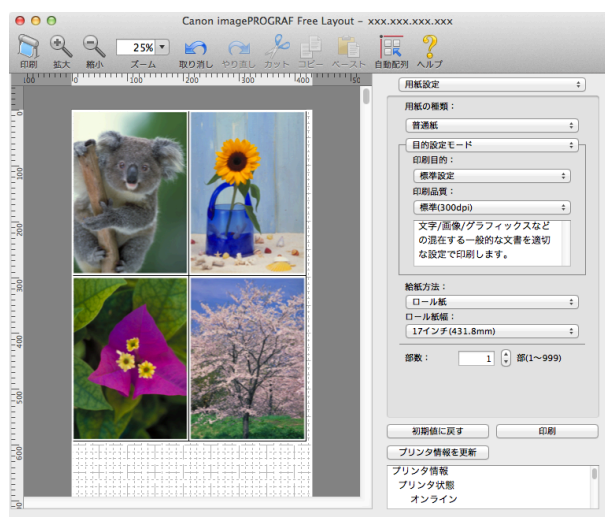 Canon imagePROGRAF Free Layout – xxx.xxx.xxx.xxx
25%
印刷 拡大 縮小 ズーム 取り消し やり直し カット コピー ペースト 自動配列 ヘルプ
100 0 100 200 300 400 50
0
100
200
300
400
500
600
用紙設定
用紙の種類：
普通紙
目的設定モード
印刷目的：
標準設定
印刷品質：
標準(300dpi)
文字/画像/グラフィックスなど
の混在する一般的な文書を適切
な設定で印刷します。
給紙方法：
ロール紙
ロール紙幅：
17インチ(431.8mm)
部数： 1 部(1〜999)
初期値に戻す 印刷
プリンタ情報を更新
プリンタ情報
プリンタ状態
オンライン